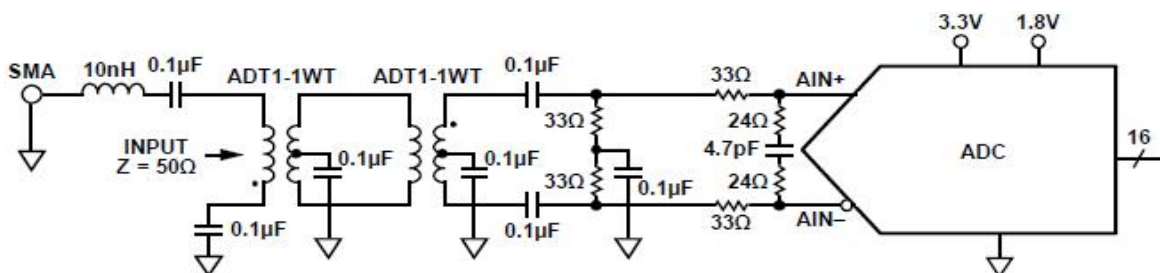 3.3V
1.8V
SMA
10nH
0.1µF
ADT1-1WT
ADT1-1WT
0.1µF
33Ω
AIN+
33Ω
24Ω
INPUT
Z = 50Ω
0.1µF
0.1µF
4.7pF
ADC
16
33Ω
0.1µF
24Ω
0.1µF
0.1µF
33Ω
AIN–